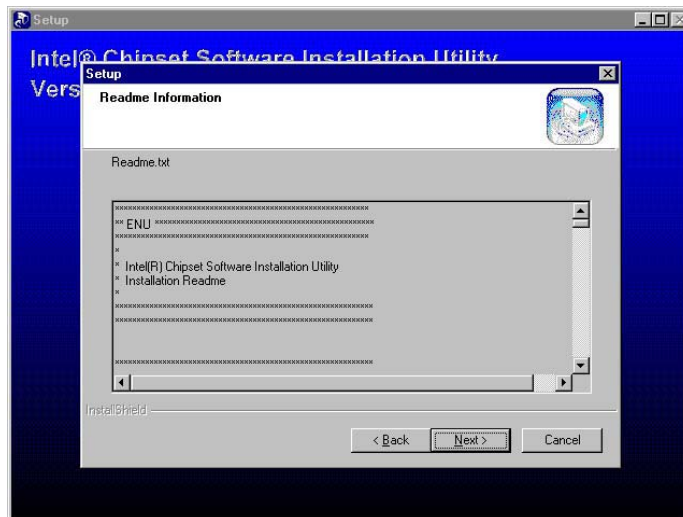 Setup
Intel® Chipset Software Installation Utility
Vers
Setup
Readme Information
Readme.txt
*********************************************************
** ENU **************************************************
*********************************************************
*
* Intel(R) Chipset Software Installation Utility
* Installation Readme
*
**********************************************************
**********************************************************
**********************************************************
InstallShield
< Back
Next >
Cancel